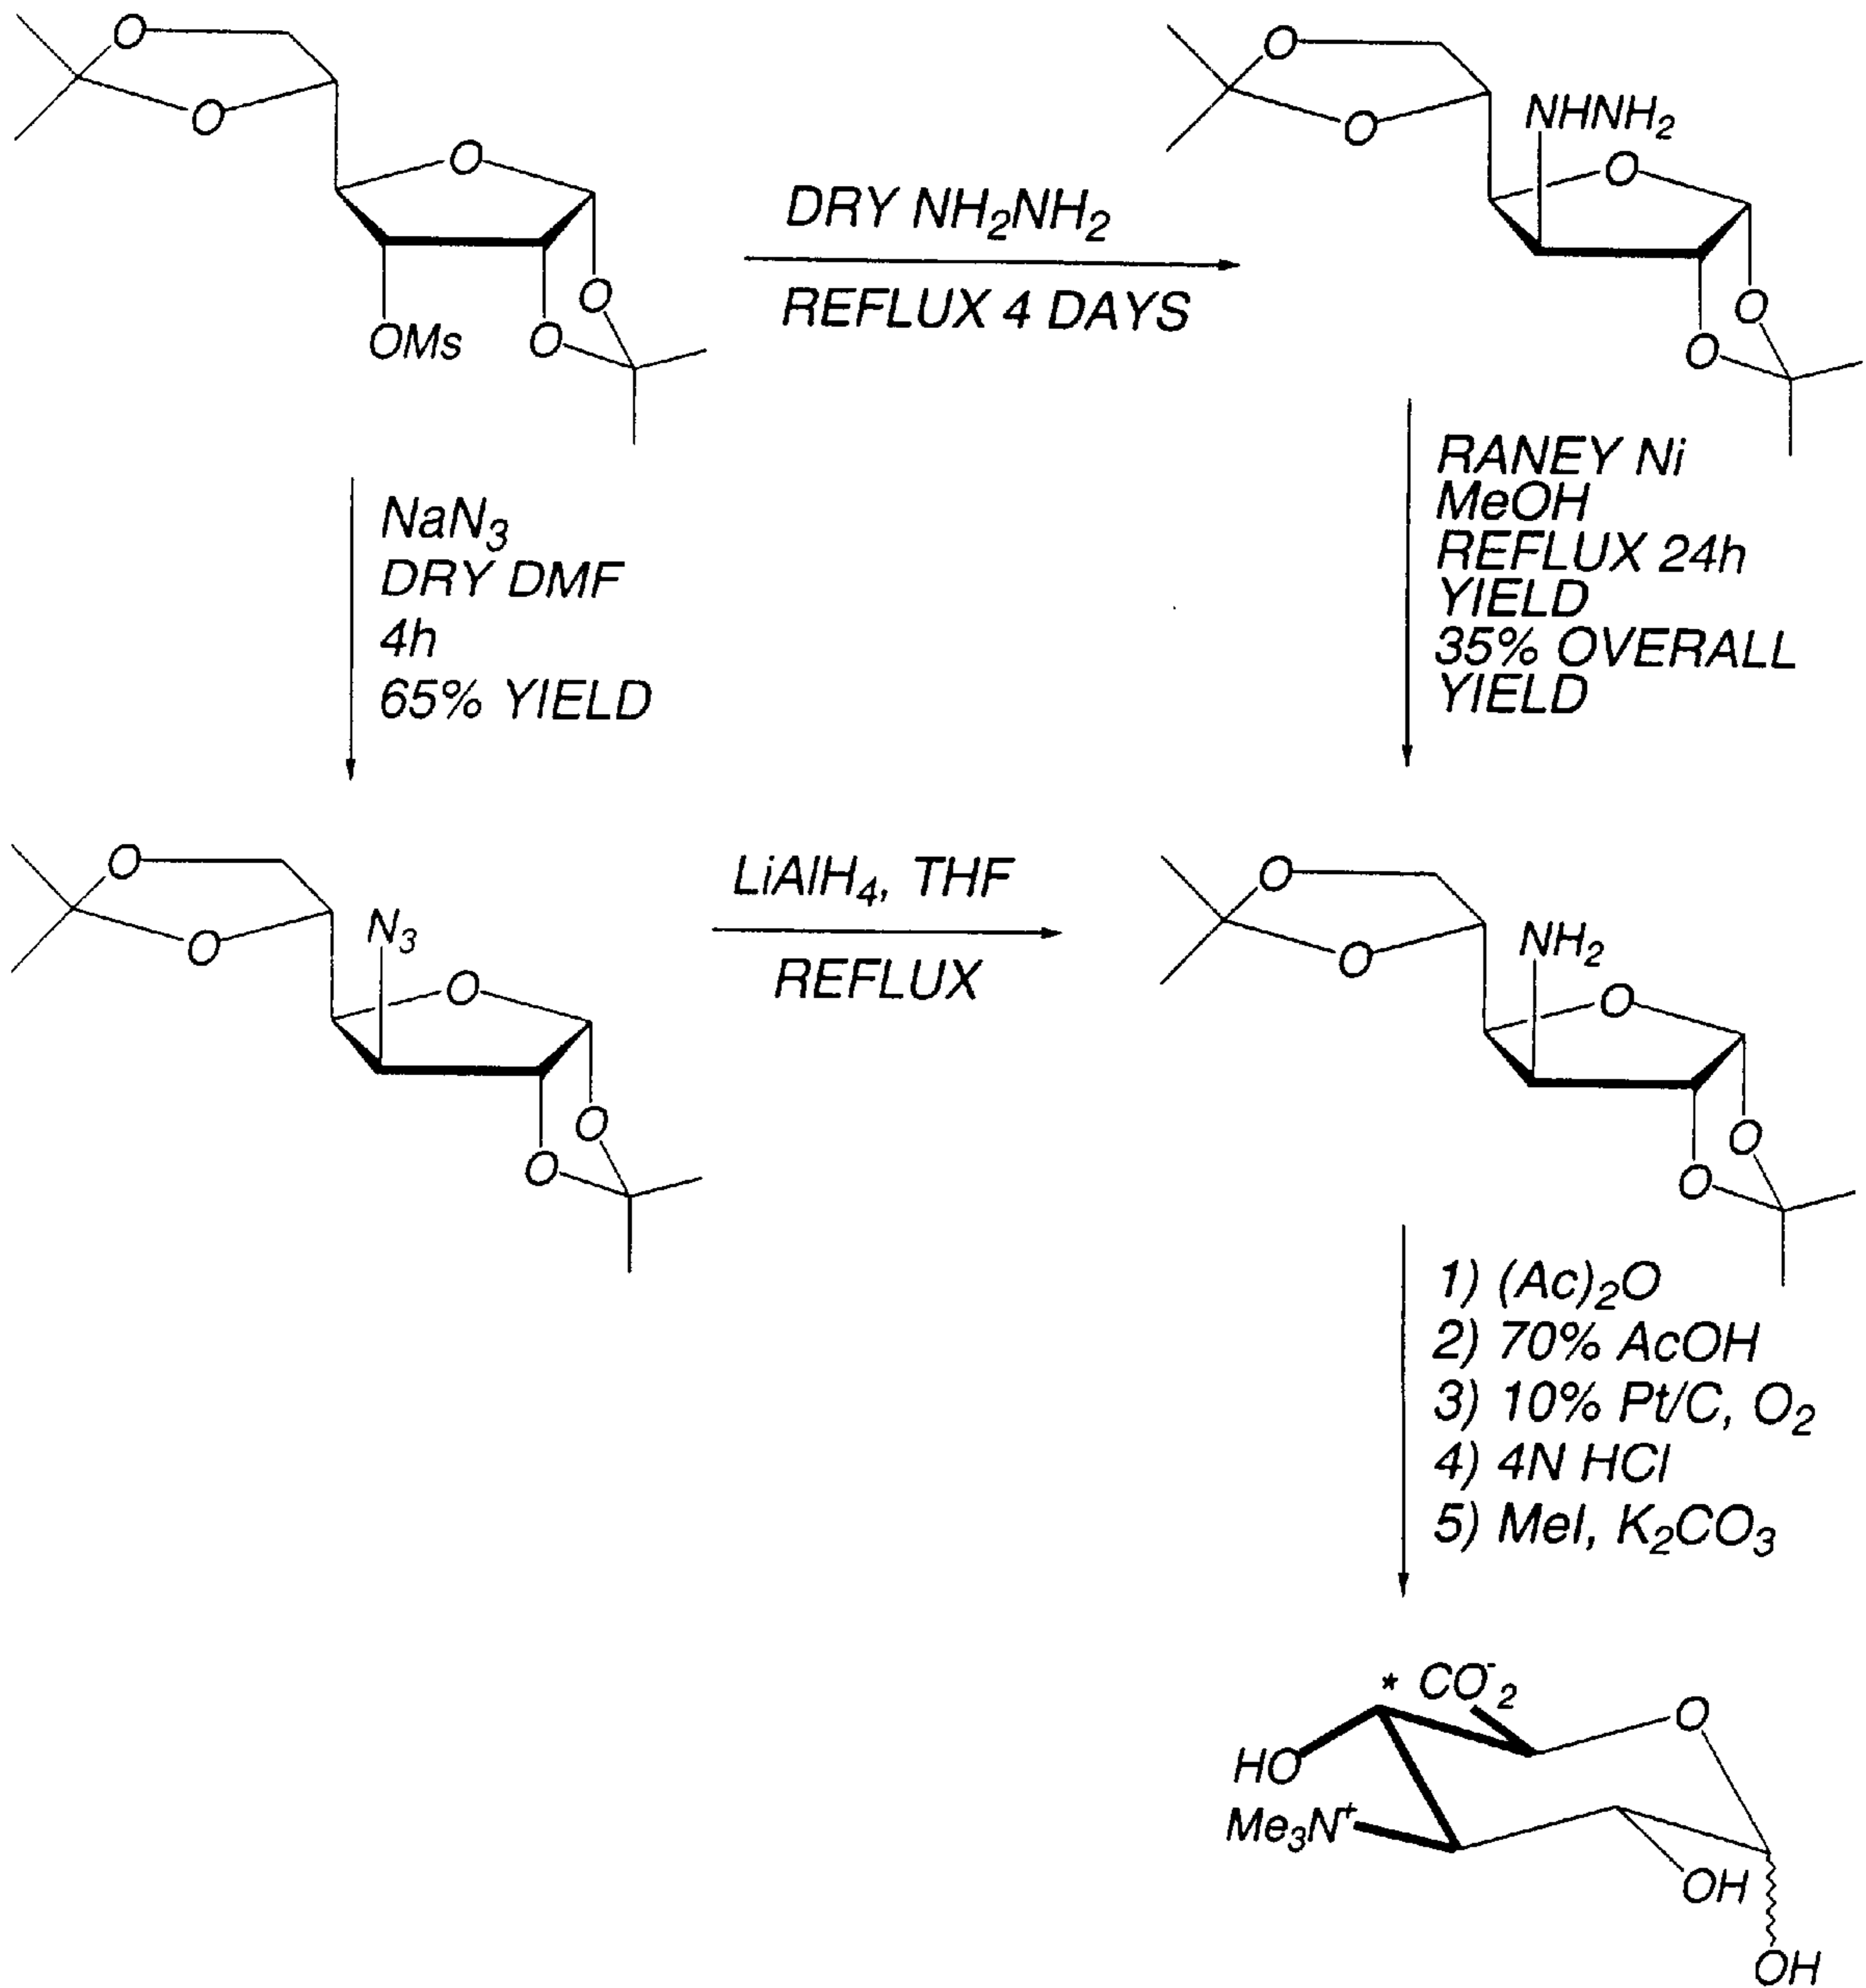 O
O
O
OMs
O
O
DRY NH₂NH₂
REFLUX 4 DAYS
O
O
NHNH₂
O
O
O
NaN₃
DRY DMF
4h
65% YIELD
RANEY Ni
MeOH
REFLUX 24h
YIELD
35% OVERALL
YIELD
O
O
N₃
O
O
O
LiAlH₄, THF
REFLUX
O
O
NH₂
O
O
O
1) (Ac)₂O
2) 70% AcOH
3) 10% Pt/C, O₂
4) 4N HCl
5) MeI, K₂CO₃
* CO⁻₂
O
HO
Me₃N⁺
OH
OH